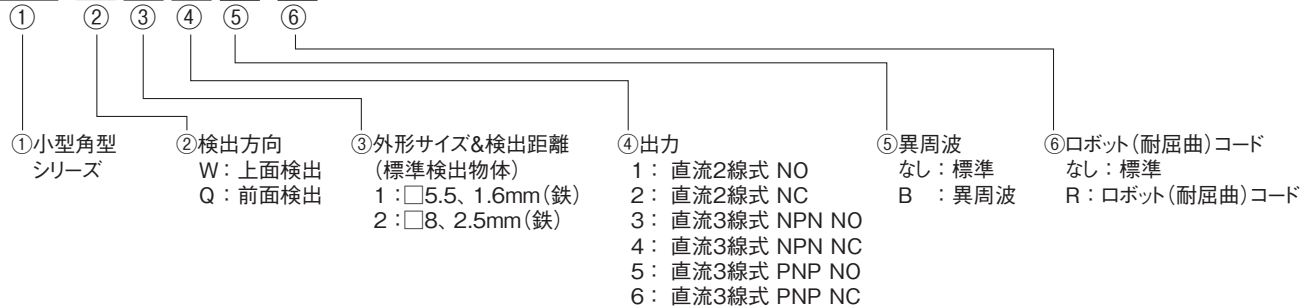 ① ② ③ ④ ⑤ ⑥
①小型角型
シリーズ
②検出方向
W：上面検出
Q：前面検出
③外形サイズ&検出距離
（標準検出物体）
1：□5.5、1.6mm（鉄）
2：□8、2.5mm（鉄）
④出力
1： 直流2線式 NO
2： 直流2線式 NC
3： 直流3線式 NPN NO
4： 直流3線式 NPN NC
5： 直流3線式 PNP NO
6： 直流3線式 PNP NC
⑤異周波
なし：標準
B ：異周波
⑥ロボット（耐屈曲）コード
なし：標準
R：ロボット（耐屈曲）コード